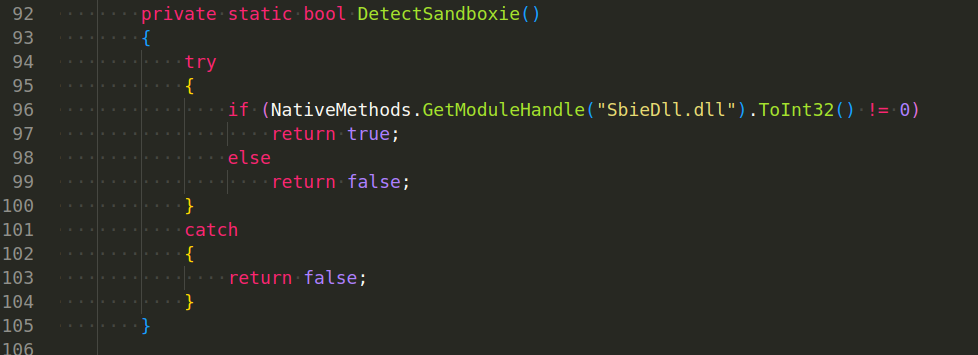 92 private static bool DetectSandboxie()
93 {
94 try
95 {
96 if (NativeMethods.GetModuleHandle("SbieDll.dll").ToInt32() != 0)
97 return true;
98 else
99 return false;
100 }
101 catch
102 {
103 return false;
104 }
105 }
106